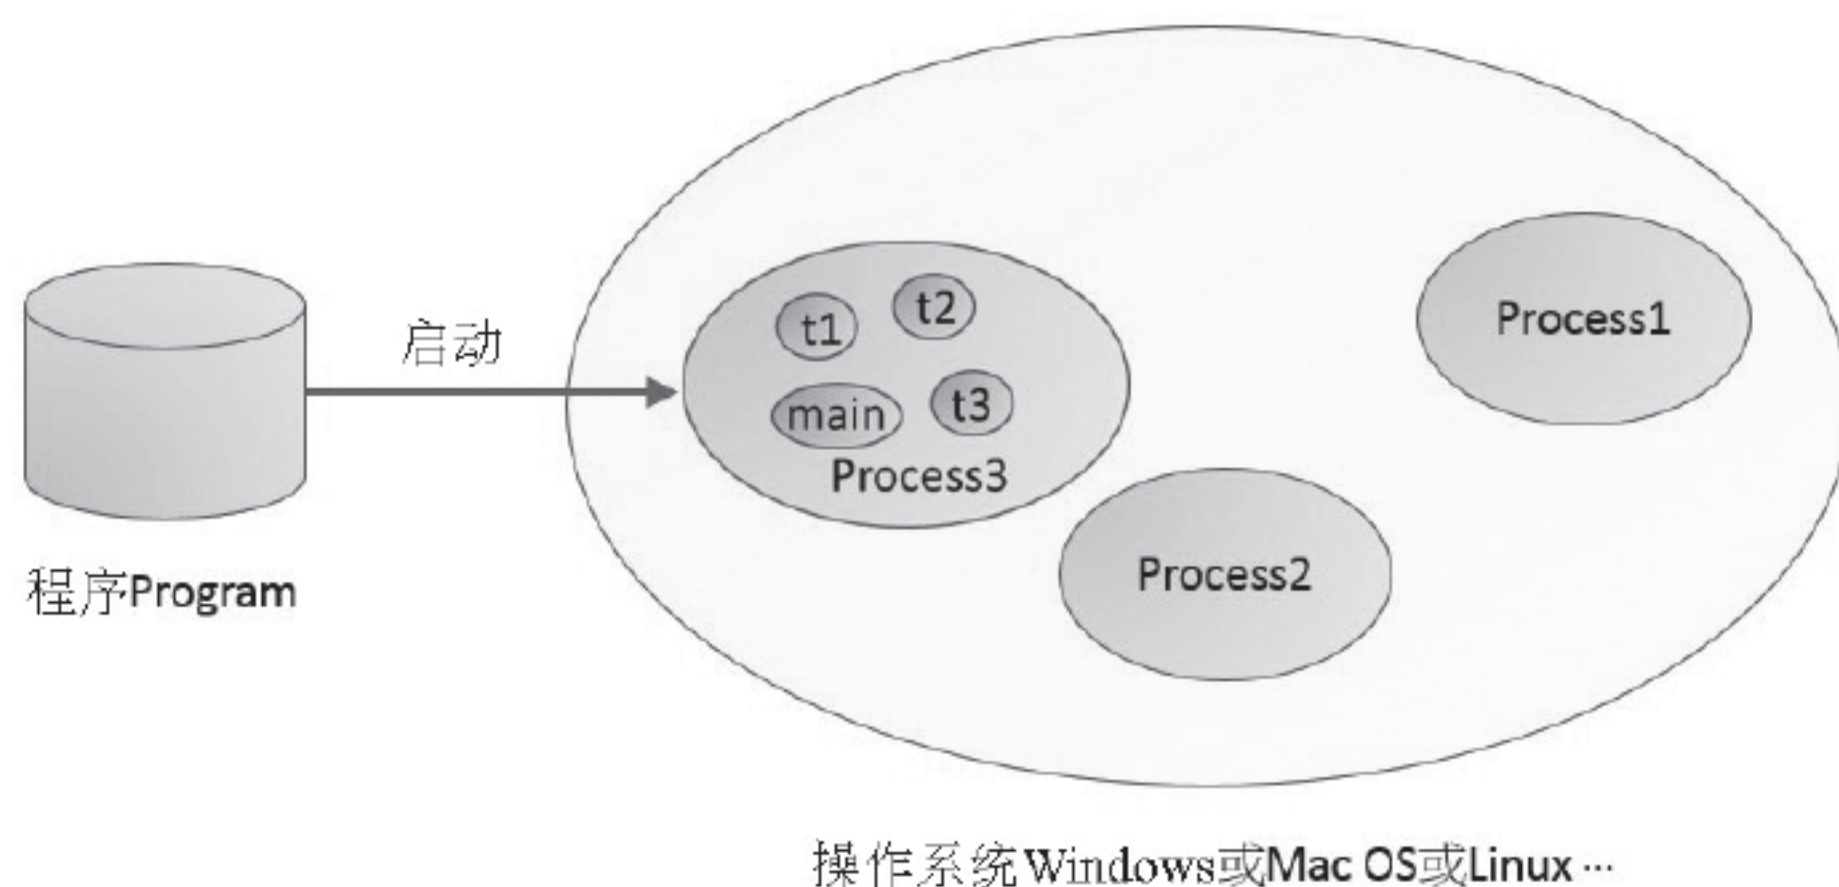 启动
t1
t2
main
t3
Process3
Process1
Process2
程序Program
操作系统Windows或Mac OS或Linux ···